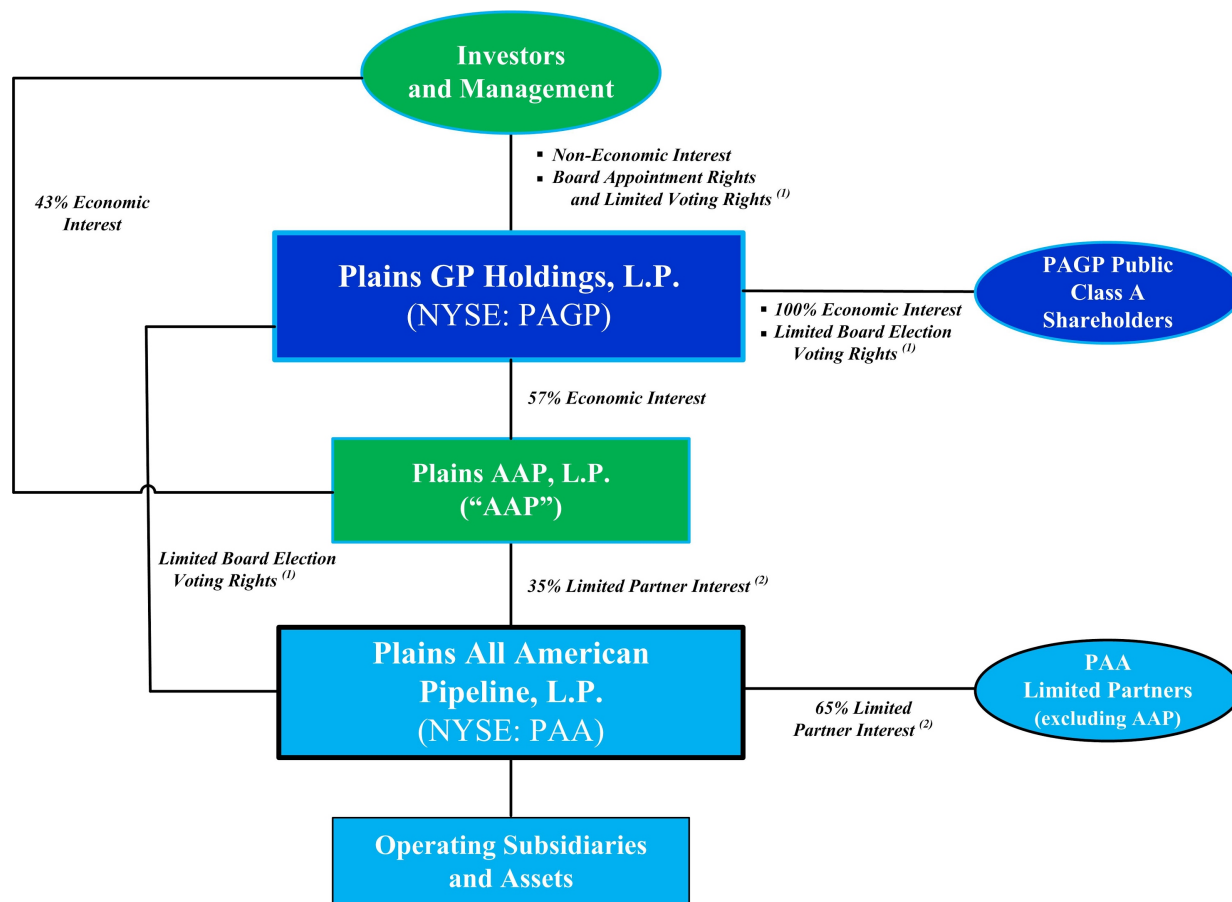 Investors
and Management
▪ Non-Economic Interest
▪ Board Appointment Rights
and Limited Voting Rights (1)
43% Economic
Interest
Plains GP Holdings, L.P.
(NYSE: PAGP)
PAGP Public
Class A
Shareholders
▪ 100% Economic Interest
▪ Limited Board Election
Voting Rights (1)
57% Economic Interest
Plains AAP, L.P.
(“AAP”)
Limited Board Election
Voting Rights (1)
35% Limited Partner Interest (2)
Plains All American
Pipeline, L.P.
(NYSE: PAA)
PAA
Limited Partners
(excluding AAP)
65% Limited
Partner Interest (2)
Operating Subsidiaries
and Assets